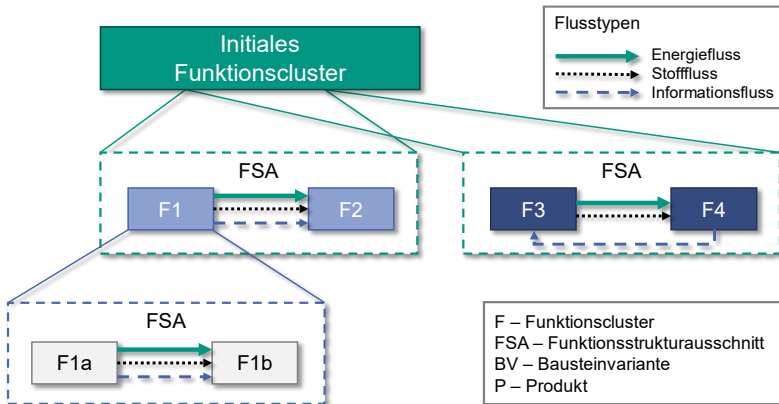 Initiales
Funktionscluster
Flusstypen
Energiefluss
Stofffluss
Informationsfluss
FSA
F1
F2
FSA
F3
F4
FSA
F1a
F1b
F – Funktionscluster
FSA – Funktionsstrukturausschnitt
BV – Bausteinvariante
P – Produkt